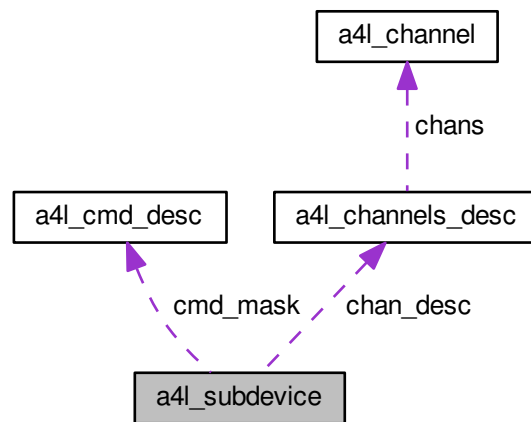 a4l_channel
chans
a4l_cmd_desc
a4l_channels_desc
cmd_mask
chan_desc
a4l_subdevice